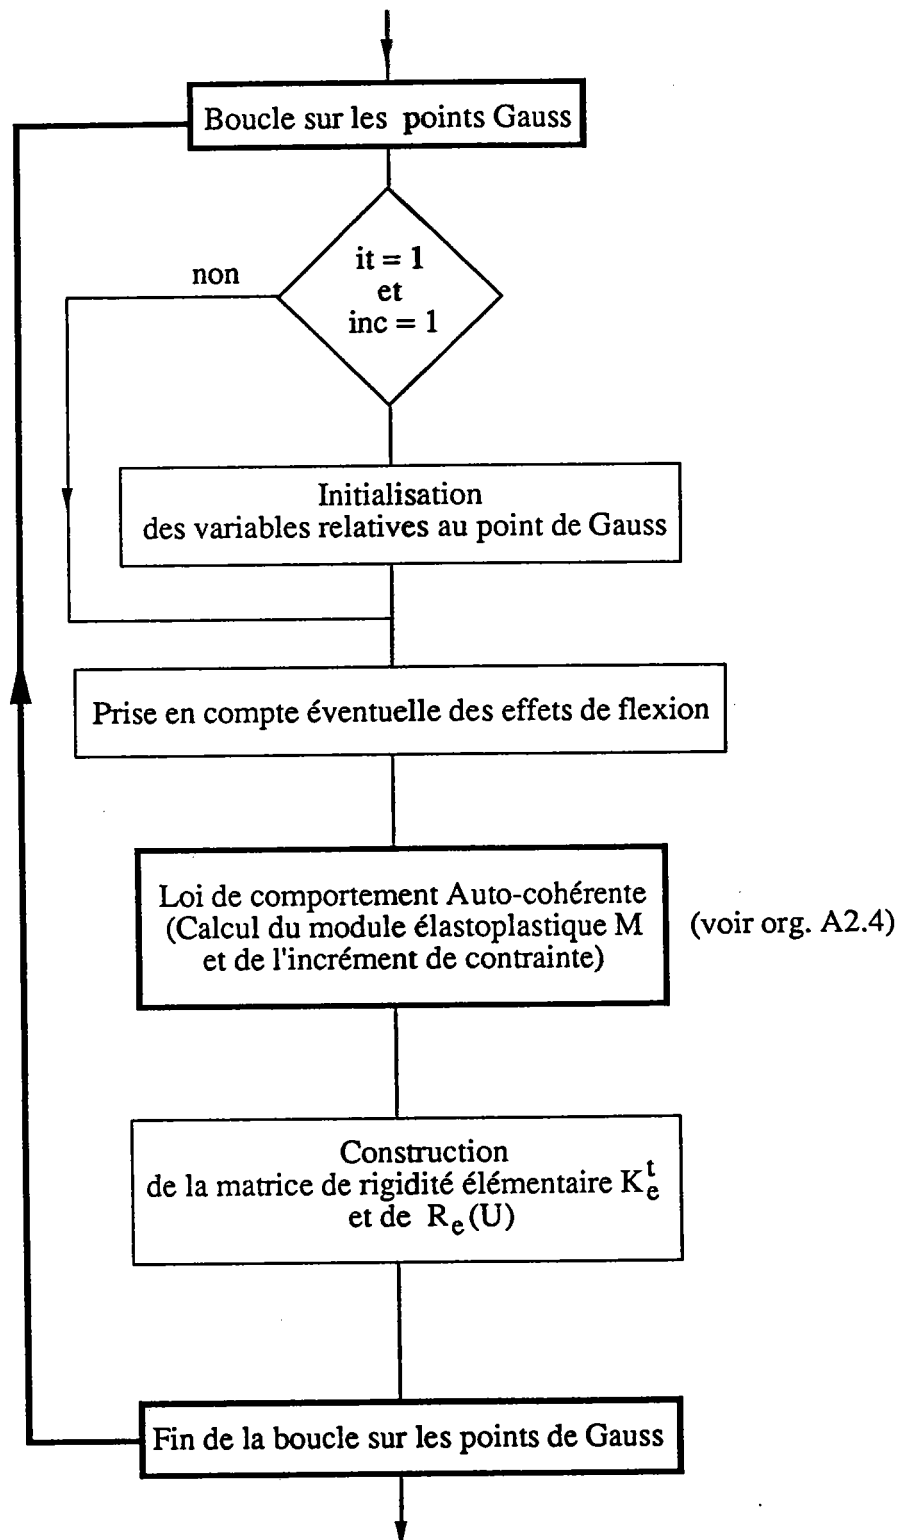 Boucle sur les points Gauss
it = 1
et
inc = 1
non
Initialisation
des variables relatives au point de Gauss
Prise en compte éventuelle des effets de flexion
Loi de comportement Auto-cohérente
(Calcul du module élastoplastique M
et de l'incrément de contrainte)
(voir org. A2.4)
Construction
de la matrice de rigidité élémentaire K_e^t
et de R_e(U)
Fin de la boucle sur les points de Gauss